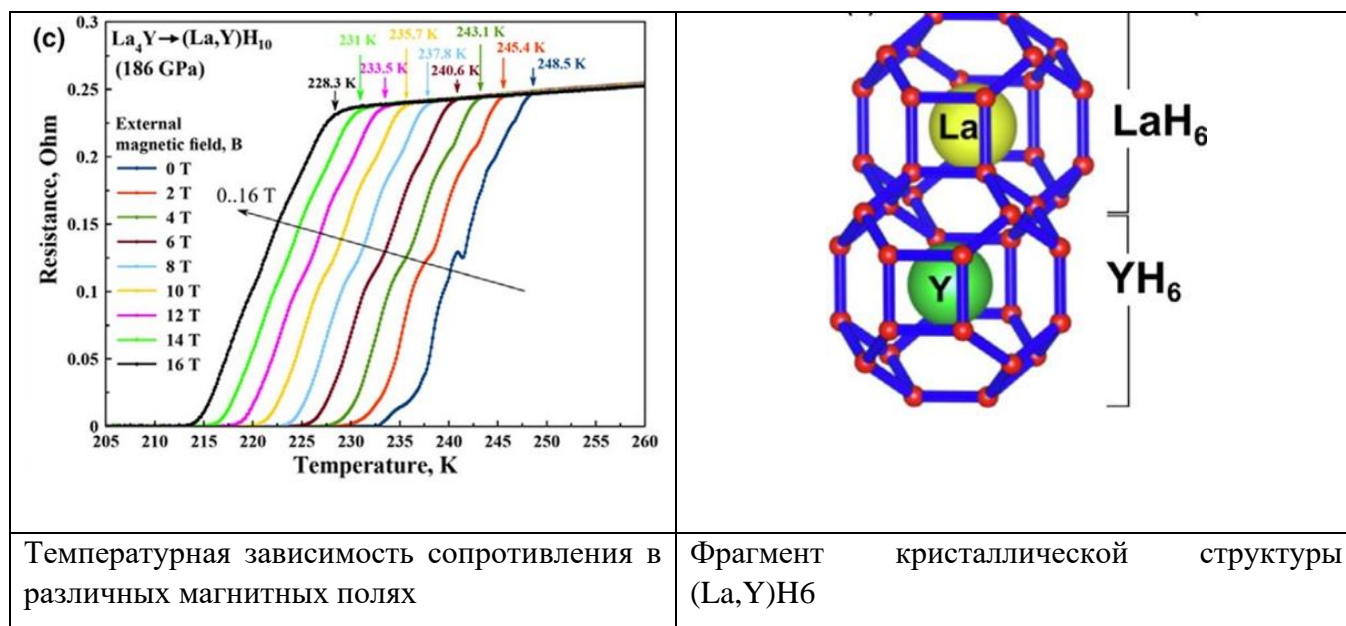 (c)
La₄Y→(La,Y)H₁₀
(186 GPa)
231 K
235.7 K
243.1 K
245.4 K
228.3 K
233.5 K
237.8 K
240.6 K
248.5 K
External
magnetic field, B
0 T
2 T
4 T
6 T
8 T
10 T
12 T
14 T
16 T
0..16 T
Resistance, Ohm
0.3
0.25
0.2
0.15
0.1
0.05
0
205 210 215 220 225 230 235 240 245 250 255 260
Temperature, K
La
LaH₆
Y
YH₆
Температурная зависимость сопротивления в
различных магнитных полях
Фрагмент кристаллической структуры
(La,Y)H6